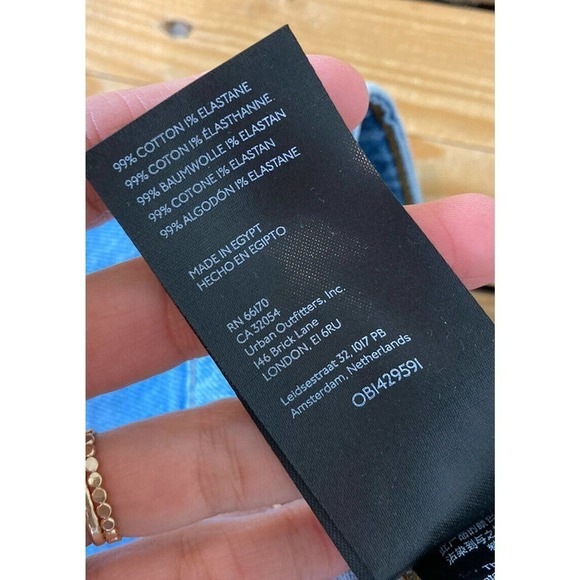 99% COTTON 1% ELASTANE
99% COTON 1% ÉLASTHANNE.
99% BAUMWOLLE 1% ELASTAN
99% COTONE 1% ELASTAN
99% ALGODÓN 1% ELASTANE
MADE IN EGYPT
HECHO EN EGIPTO
RN 66170
CA 32054
Urban Outfitters, Inc.
146 Brick Lane
LONDON, E1 6RU
Leidsestraat 32, 1017 PB
Amsterdam, Netherlands
OB1429591